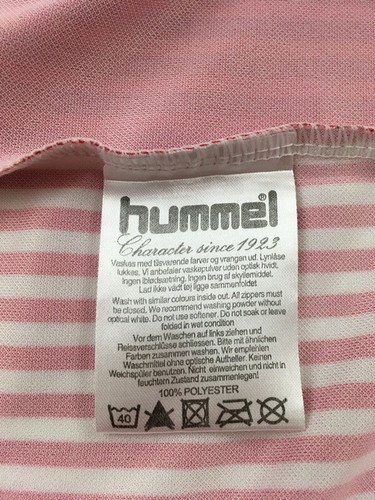 hummel
Character since 1923
Vaskes med tilsvarende farver og vrangen ud. Lynlåse
lukkes. Vi anbefaler vaskepulver uden optisk hvidt.
Ingen iblødsætning. Ingen brug af skyllemiddel.
Lad ikke vådt tøj ligge sammenfoldet
Wash with similar colours inside out. All zippers must
be closed. We recommend washing powder without
optical white. Do not use softener. Do not soak or leave
folded in wet condition
Vor dem Waschen auf links ziehen und
Reissverschlüsse schliessen. Bitte mit ähnlichen
Farben zusammen waschen. Wir empfehlen
Waschmittel ohne optische Aufheller. Keinen
Weichspüler benutzen. Nicht einweichen und nicht in
feuchtem Zustand zusammenlegen!
100% POLYESTER
40